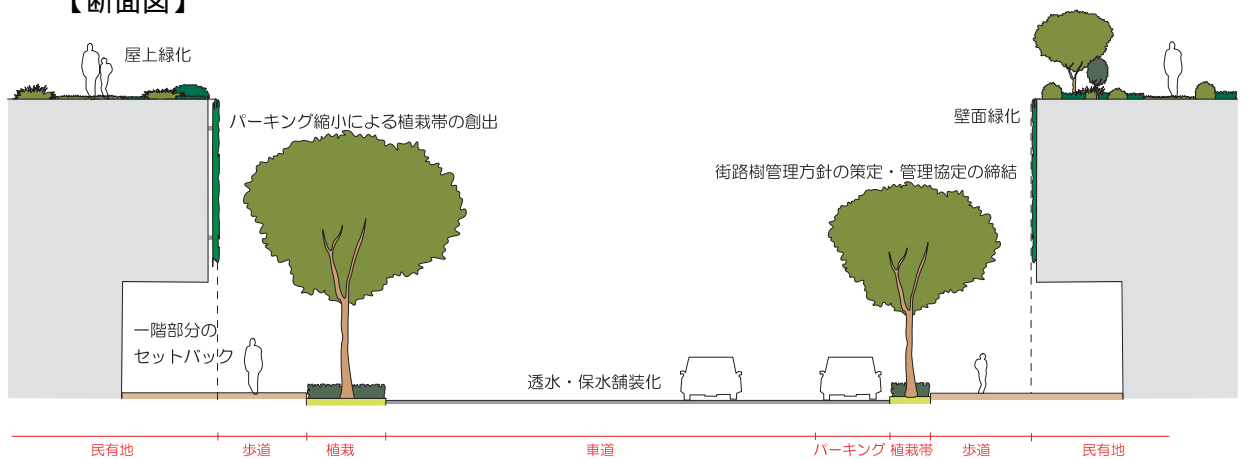 【断面図】
屋上緑化
パーキング縮小による植栽帯の創出
壁面緑化
街路樹管理方針の策定・管理協定の締結
一階部分の
セットバック
透水・保水舗装化
民有地 歩道 植栽 車道 パーキング 植栽帯 歩道 民有地